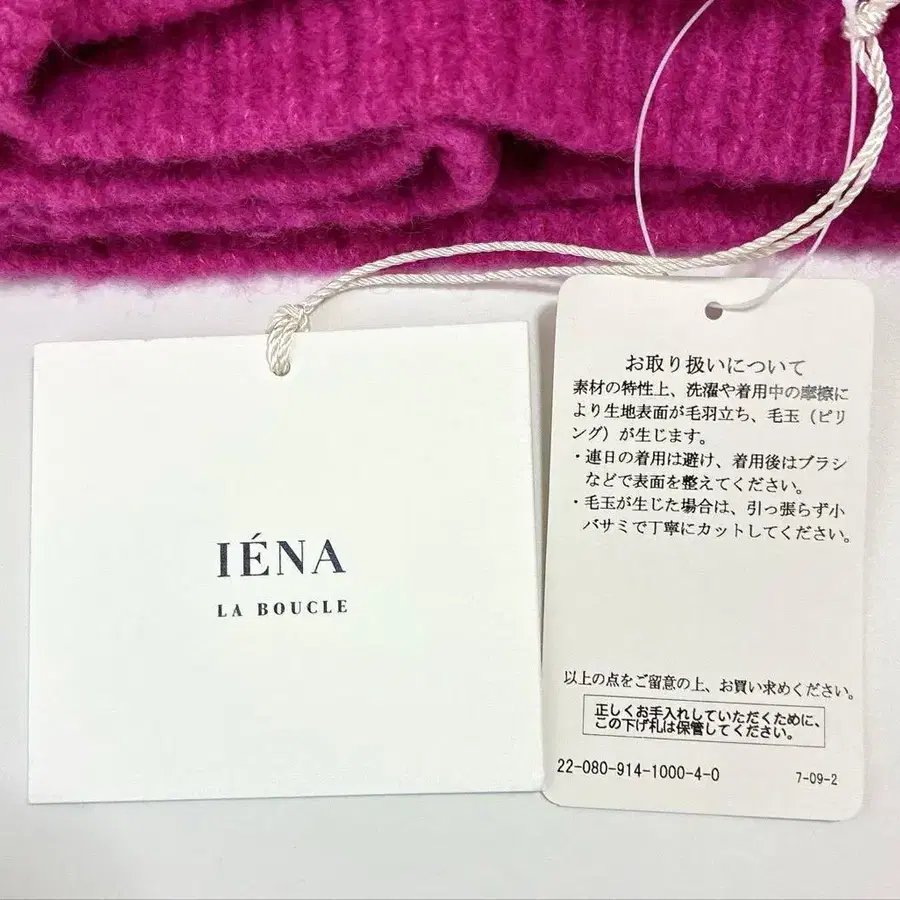 IÉNA
LA BOUCLE
お取り扱いについて
素材の特性上、洗濯や着用中の摩擦に
より生地表面が毛羽立ち、毛玉（ピリ
ング）が生じます。
・連日の着用は避け、着用後はブラシ
などで表面を整えてください。
・毛玉が生じた場合は、引っ張らず小
バサミで丁寧にカットしてください。
以上の点をご留意の上、お買い求めください。
正しくお手入れしていただくために、
この下げ札は保管してください。
22-080-914-1000-4-0
7-09-2